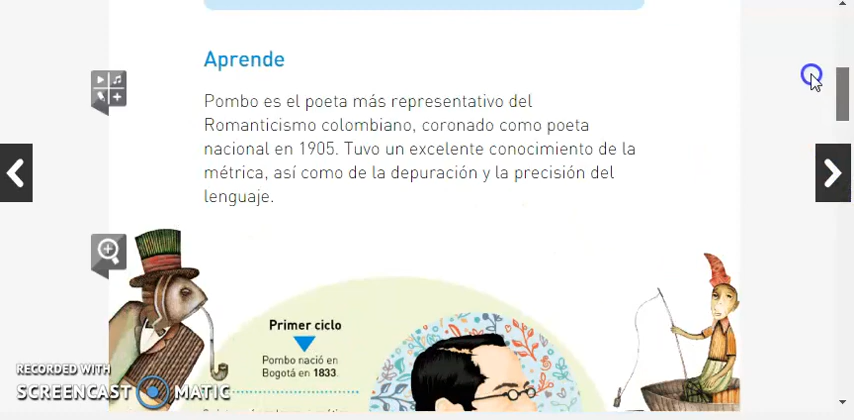 Aprende
Pombo es el poeta más representativo del
Romanticismo colombiano, coronado como poeta
nacional en 1905. Tuvo un excelente conocimiento de la
métrica, así como de la depuración y la precisión del
lenguaje.
Primer ciclo
Pombo nació en
Bogotá en 1833.
RECORDED WITH
SCREENCAST MATIC